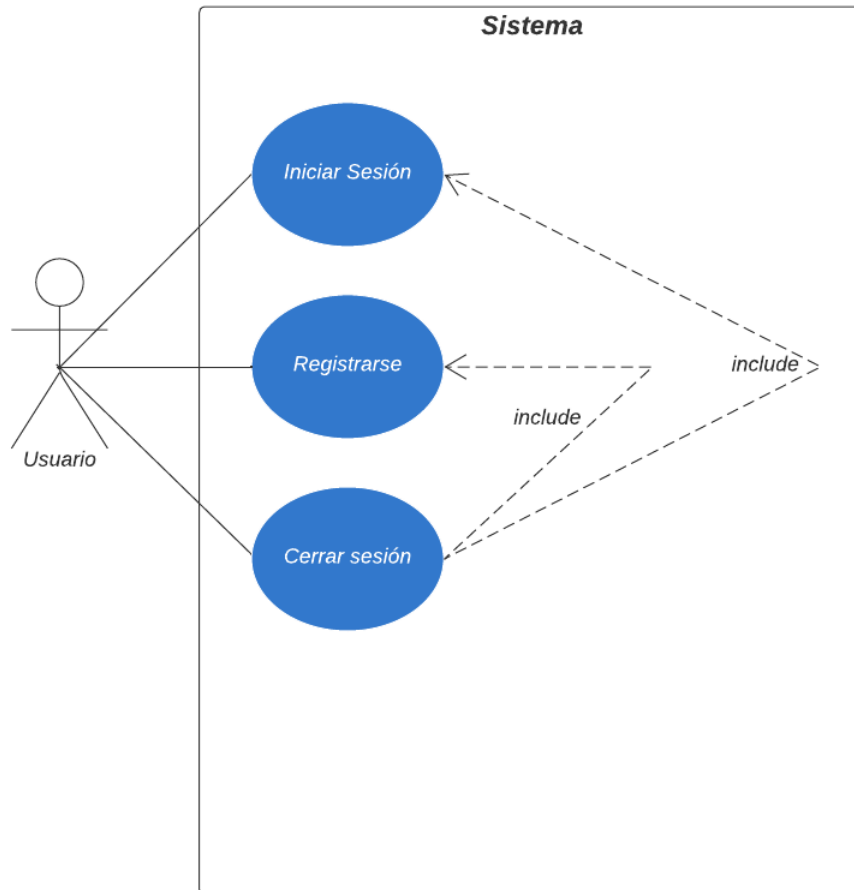 Sistema
Iniciar Sesión
Registrarse
include
include
Usuario
Cerrar sesión